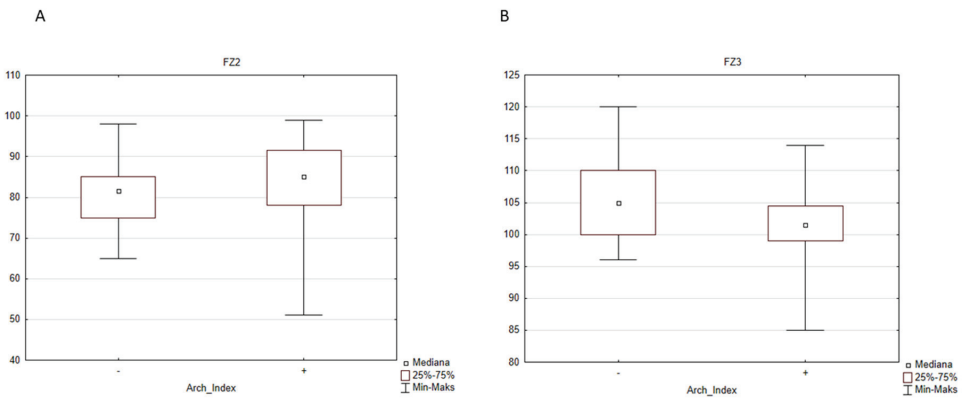 A
FZ2
110
100
90
80
70
60
50
40
-
+
Arch_Index
Mediana
25%-75%
Min-Maks
B
FZ3
125
120
115
110
105
100
95
90
85
80
-
+
Arch_Index
Mediana
25%-75%
Min-Maks